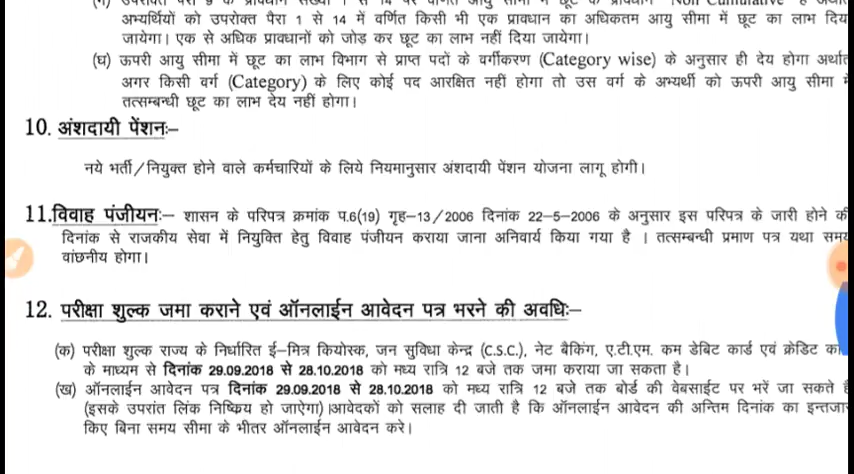 अभ्यर्थियों को उपरोक्त पैरा 1 से 14 में वर्णित किसी भी एक प्रावधान का अधिकतम आयु सीमा में छूट का लाभ दिय
जायेगा। एक से अधिक प्रावधानों को जोड़ कर छूट का लाभ नहीं दिया जायेगा।
(घ) ऊपरी आयु सीमा में छूट का लाभ विभाग से प्राप्त पदों के वर्गीकरण (Category wise) के अनुसार ही देय होगा अर्थात
अगर किसी वर्ग (Category) के लिए कोई पद आरक्षित नहीं होगा तो उस वर्ग के अभ्यर्थी को ऊपरी आयु सीमा में
तत्सम्बन्धी छूट का लाभ देय नहीं होगा।
10. अंशदायी पेंशनः–
नये भर्ती/नियुक्त होने वाले कर्मचारियों के लिये नियमानुसार अंशदायी पेंशन योजना लागू होगी।
11.विवाह पंजीयनः– शासन के परिपत्र क्रमांक प.6(19) गृह–13/2006 दिनांक 22–5–2006 के अनुसार इस परिपत्र के जारी होने की
दिनांक से राजकीय सेवा में नियुक्ति हेतु विवाह पंजीयन कराया जाना अनिवार्य किया गया है । तत्सम्बन्धी प्रमाण पत्र यथा समय
वांछनीय होगा।
12. परीक्षा शुल्क जमा कराने एवं ऑनलाईन आवेदन पत्र भरने की अवधिः–
(क) परीक्षा शुल्क राज्य के निर्धारित ई–मित्र कियोस्क, जन सुविधा केन्द्र (C.S.C.), नेट बैकिंग, ए.टी.एम. कम डेबिट कार्ड एवं क्रेडिट का
के माध्यम से दिनांक 29.09.2018 से 28.10.2018 को मध्य रात्रि 12 बजे तक जमा कराया जा सकता है।
(ख) ऑनलाईन आवेदन पत्र दिनांक 29.09.2018 से 28.10.2018 को मध्य रात्रि 12 बजे तक बोर्ड की वेबसाईट पर भरें जा सकते है
(इसके उपरांत लिंक निष्क्रिय हो जाऐगा) ।आवेदकों को सलाह दी जाती है कि ऑनलाईन आवेदन की अन्तिम दिनांक का इन्तजार
किए बिना समय सीमा के भीतर ऑनलाईन आवेदन करे।